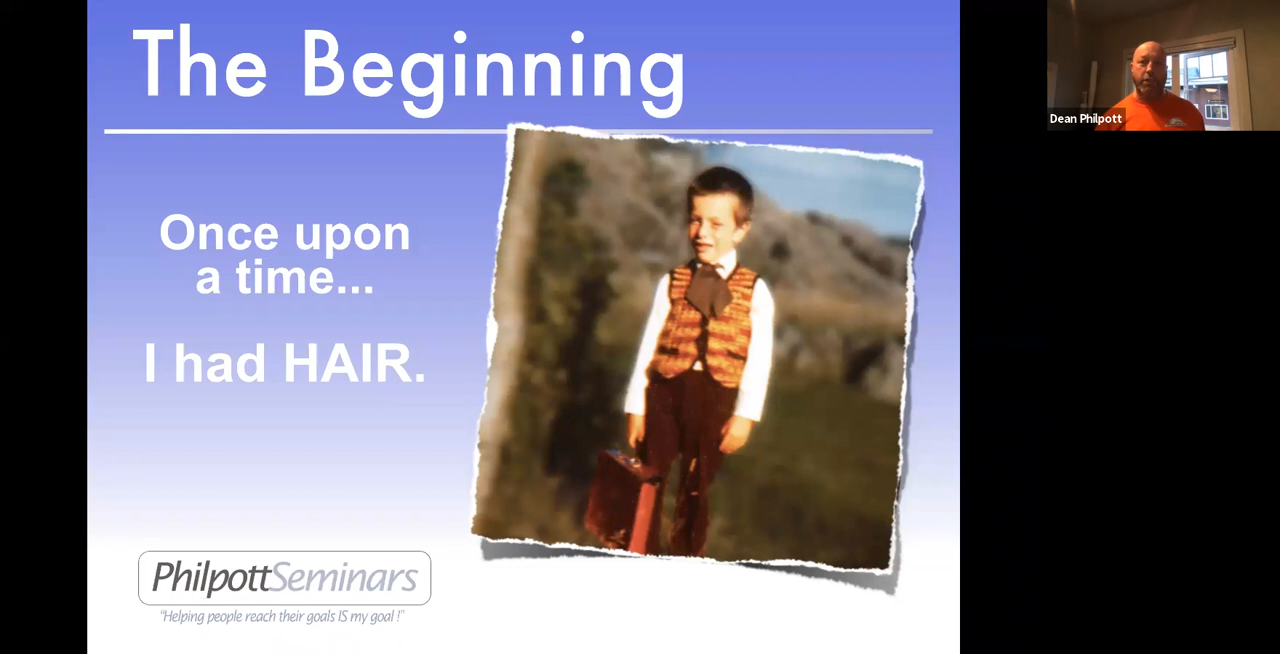 The Beginning
Once upon
a time...
I had HAIR.
PhilpottSeminars
"Helping people reach their goals IS my goal !"
Dean Philpott